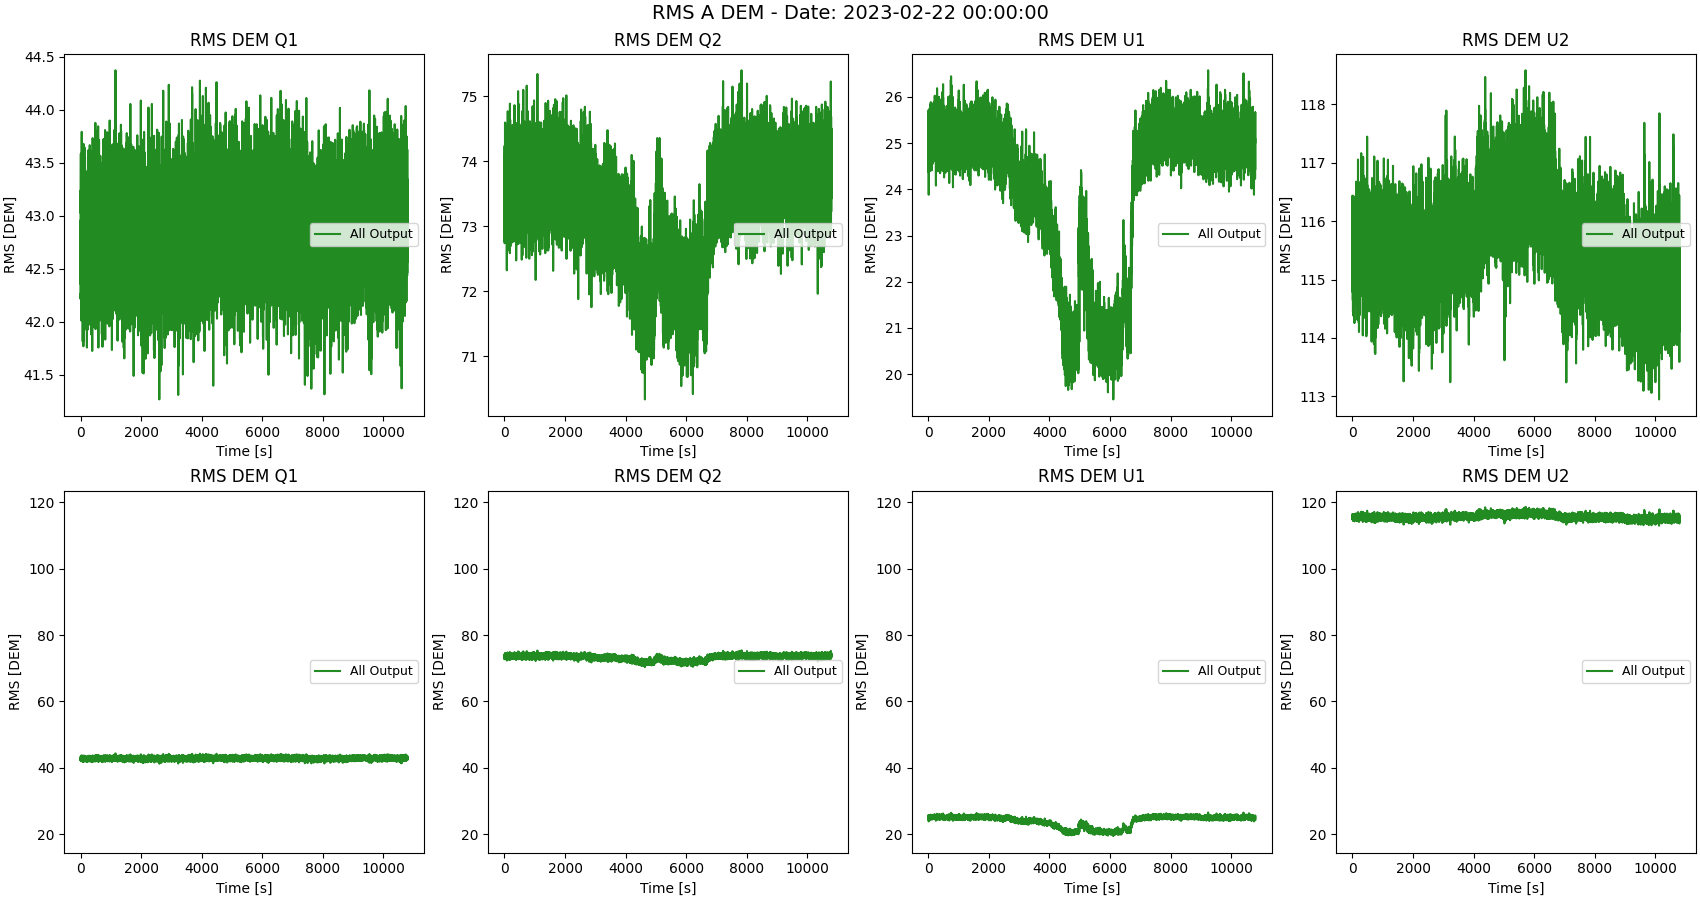 RMS A DEM - Date: 2023-02-22 00:00:00
RMS DEM Q1
RMS [DEM]
44.5
44.0
43.5
43.0
42.5
42.0
41.5
All Output
0 2000 4000 6000 8000 10000
Time [s]
RMS DEM Q2
RMS [DEM]
75
74
73
72
71
All Output
0 2000 4000 6000 8000 10000
Time [s]
RMS DEM U1
RMS [DEM]
26
25
24
23
22
21
20
All Output
0 2000 4000 6000 8000 10000
Time [s]
RMS DEM U2
RMS [DEM]
118
117
116
115
114
113
All Output
0 2000 4000 6000 8000 10000
Time [s]
RMS DEM Q1
RMS [DEM]
120
100
80
60
40
20
All Output
0 2000 4000 6000 8000 10000
Time [s]
RMS DEM Q2
RMS [DEM]
120
100
80
60
40
20
All Output
0 2000 4000 6000 8000 10000
Time [s]
RMS DEM U1
RMS [DEM]
120
100
80
60
40
20
All Output
0 2000 4000 6000 8000 10000
Time [s]
RMS DEM U2
RMS [DEM]
120
100
80
60
40
20
All Output
0 2000 4000 6000 8000 10000
Time [s]